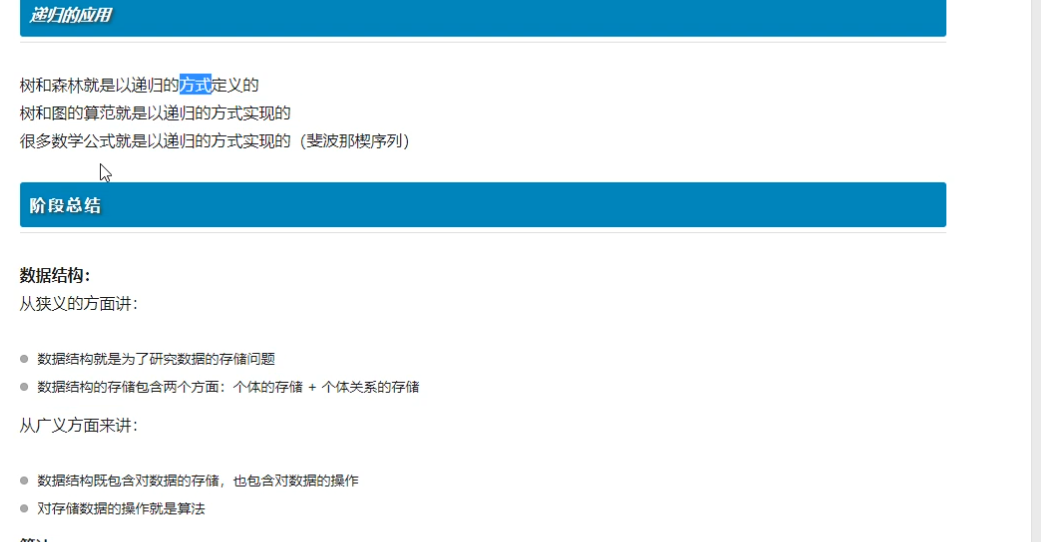 递归的应用
树和森林就是以递归的方式定义的
树和图的算范就是以递归的方式实现的
很多数学公式就是以递归的方式实现的（斐波那楔序列）
阶段总结
数据结构：
从狭义的方面讲：
数据结构就是为了研究数据的存储问题
数据结构的存储包含两个方面：个体的存储 + 个体关系的存储
从广义方面来讲：
数据结构既包含对数据的存储，也包含对数据的操作
对存储数据的操作就是算法